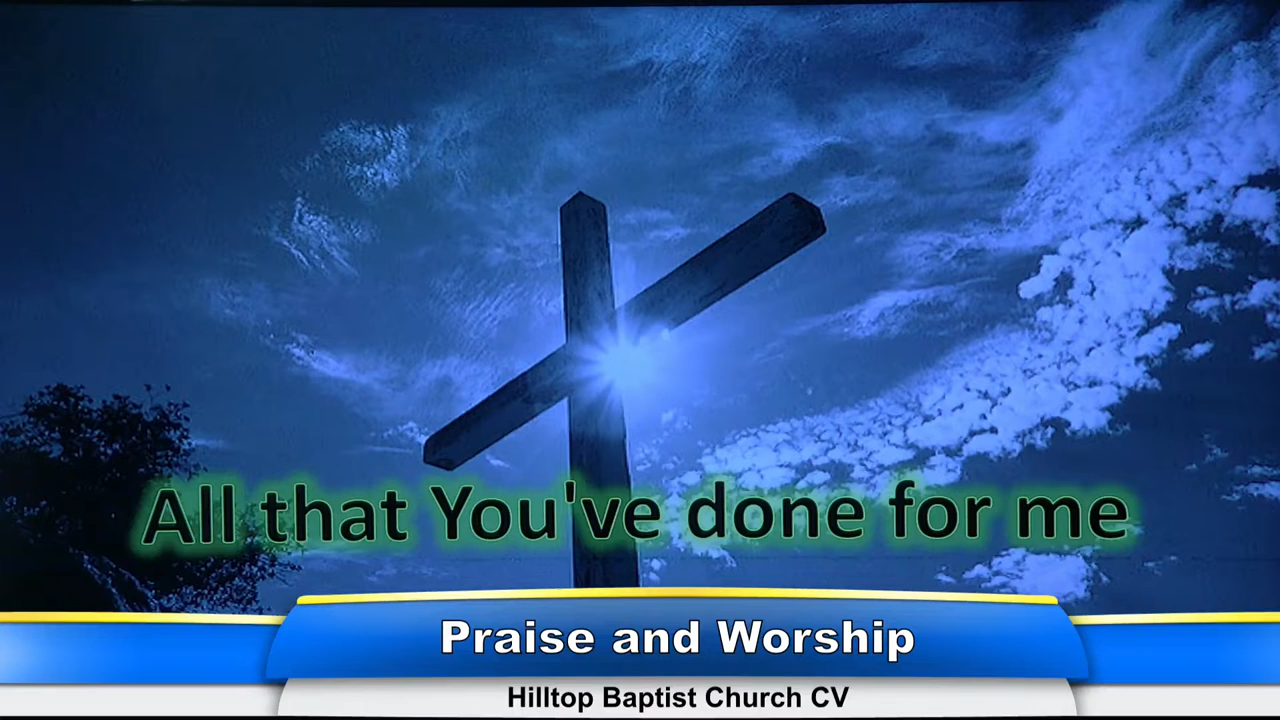 All that You've done for me
Praise and Worship
Hilltop Baptist Church CV